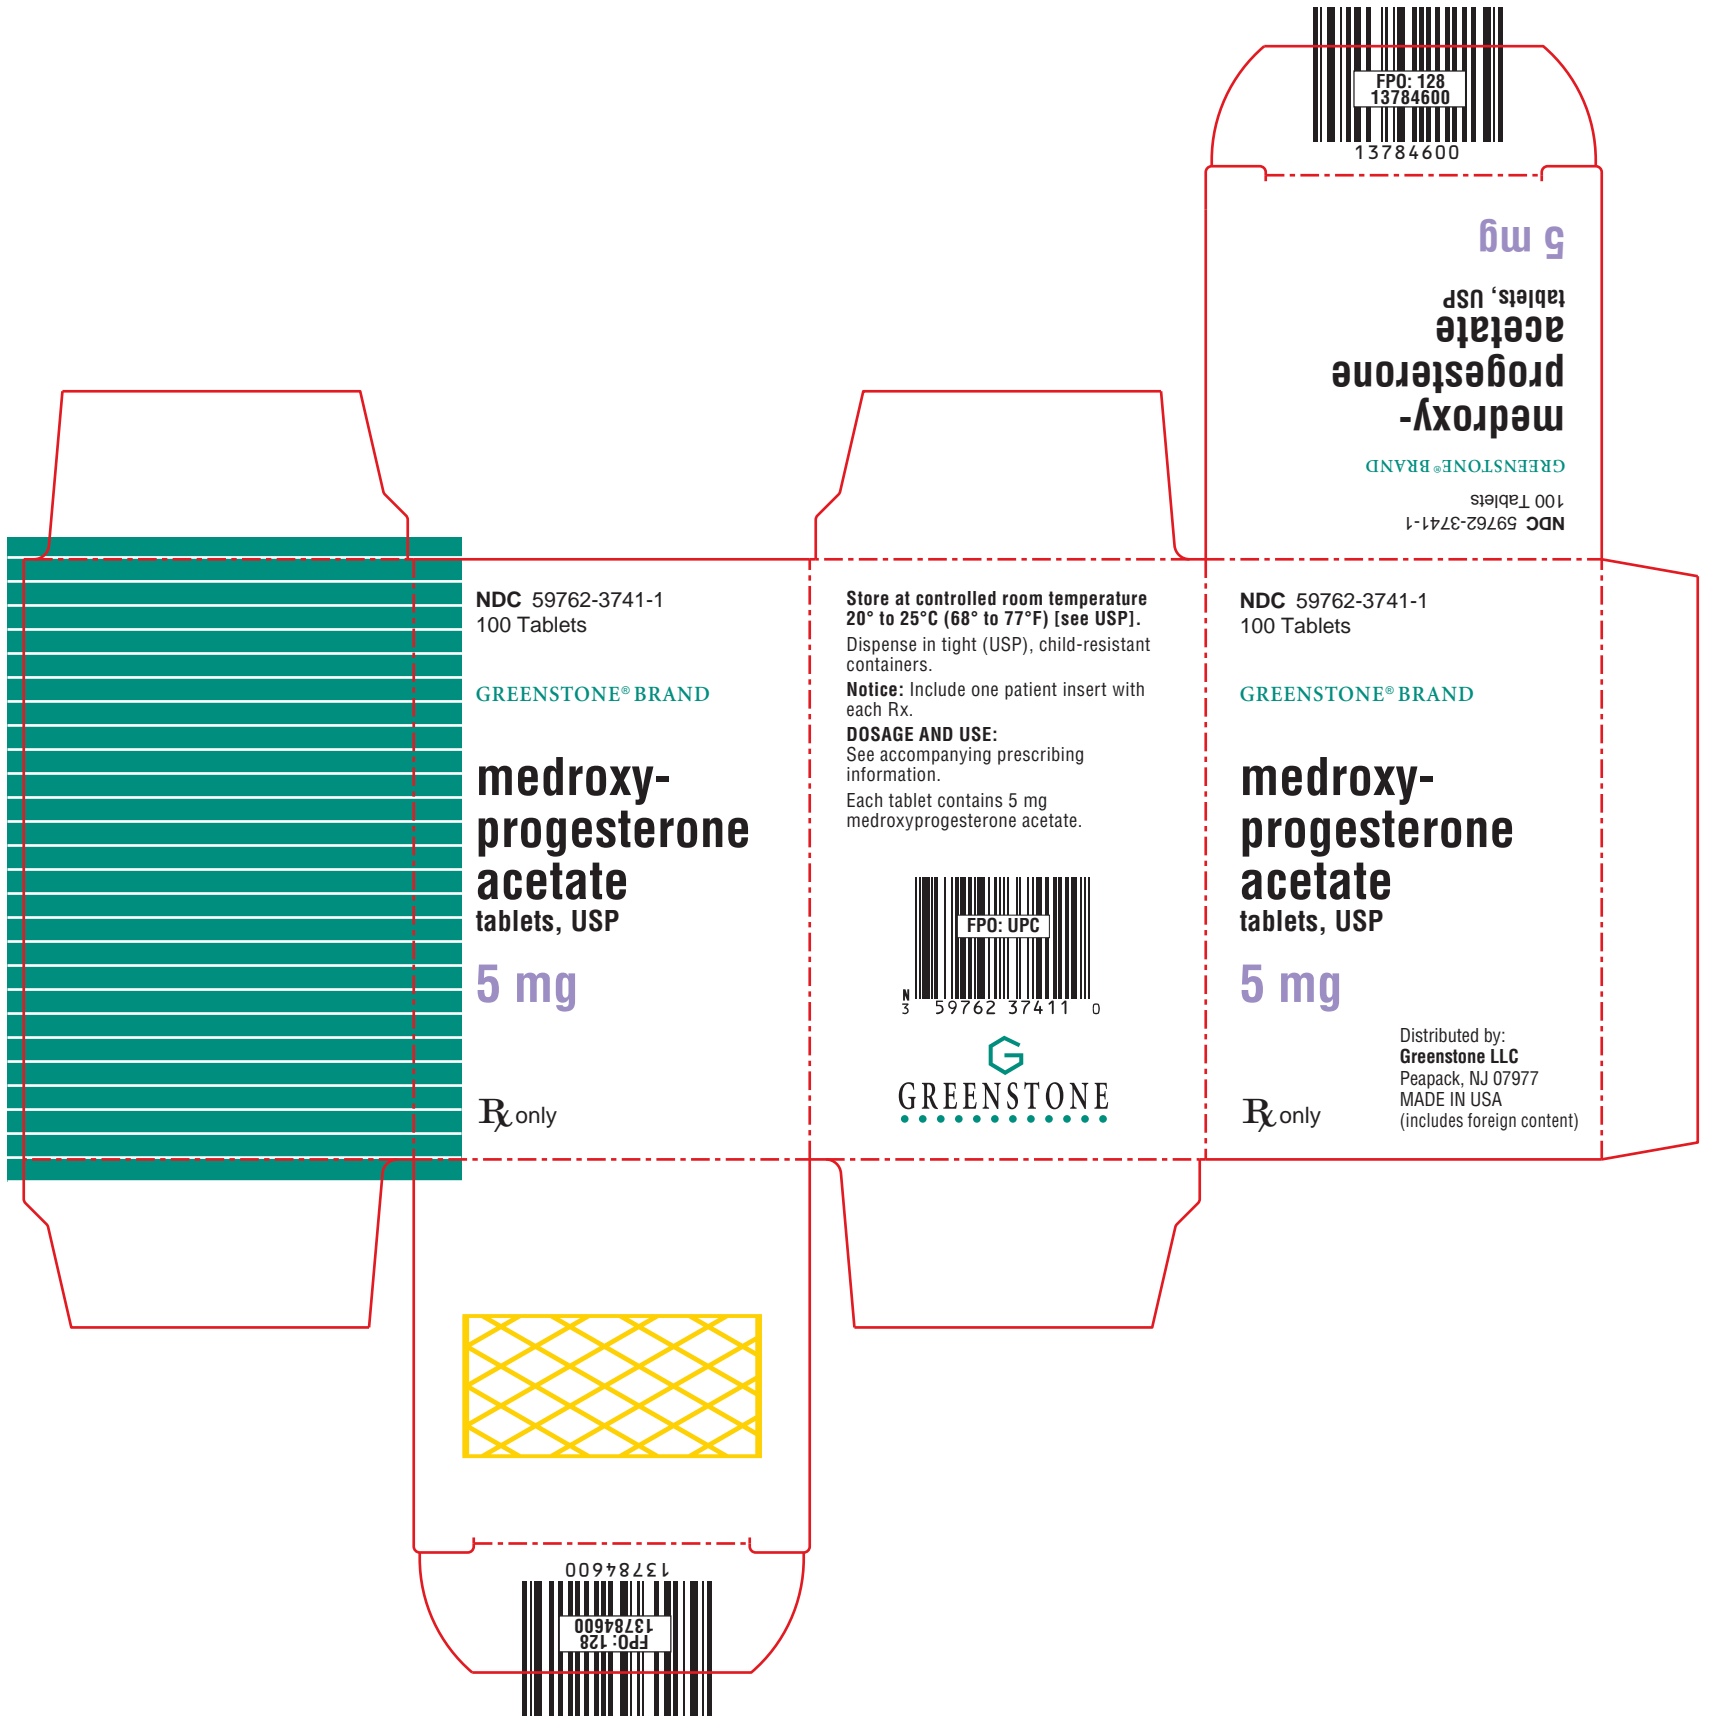 FPO: 128
13784600
13784600
5 mg
tablets, USP
acetate
progesterone
medroxy-
GREENSTONE® BRAND
100 Tablets
NDC 59762-3741-1
NDC 59762-3741-1
100 Tablets
GREENSTONE® BRAND
medroxy-
progesterone
acetate
tablets, USP
5 mg
Rx only
Store at controlled room temperature
20° to 25°C (68° to 77°F) [see USP].
Dispense in tight (USP), child-resistant
containers.
Notice: Include one patient insert with
each Rx.
DOSAGE AND USE:
See accompanying prescribing
information.
Each tablet contains 5 mg
medroxyprogesterone acetate.
FPO: UPC
N
3 59762 37411 0
G
GREENSTONE
NDC 59762-3741-1
100 Tablets
GREENSTONE® BRAND
medroxy-
progesterone
acetate
tablets, USP
5 mg
Rx only
Distributed by:
Greenstone LLC
Peapack, NJ 07977
MADE IN USA
(includes foreign content)
13784600
FPO: 128
13784600